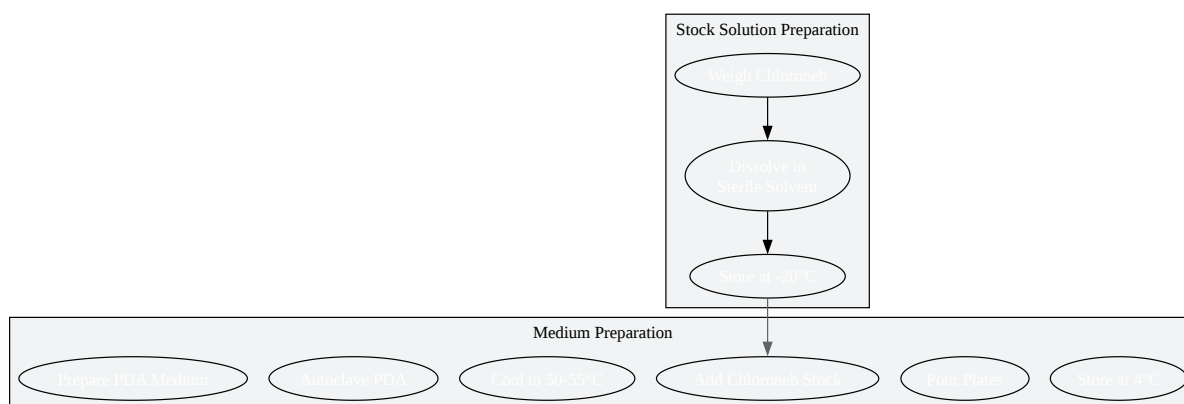 Stock Solution Preparation
Weigh Chloroneb
Dissolve in
Sterile Solvent
Store at -20°C
Medium Preparation
Prepare PDA Medium
Autoclave PDA
Cool to 50-55°C
Add Chloroneb Stock
Pour Plates
Store at 4°C